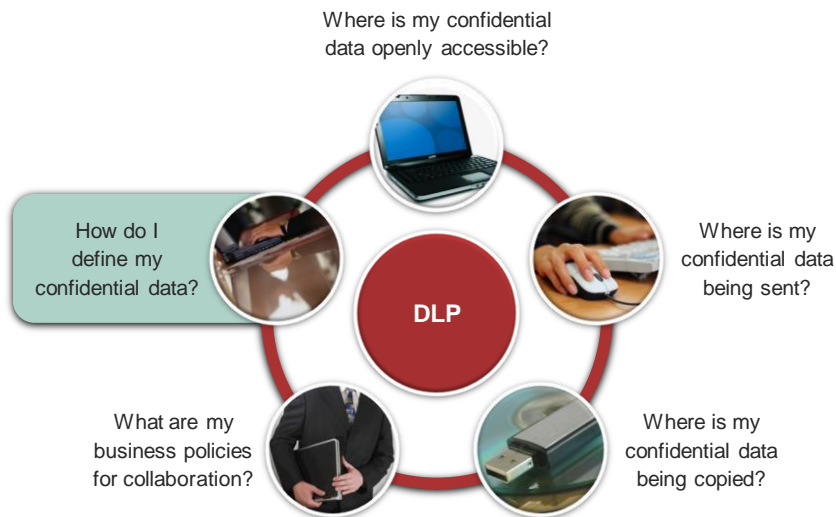 Where is my confidential
data openly accessible?
How do I
define my
confidential data?
Where is my
confidential data
being sent?
DLP
What are my
business policies
for collaboration?
Where is my
confidential data
being copied?